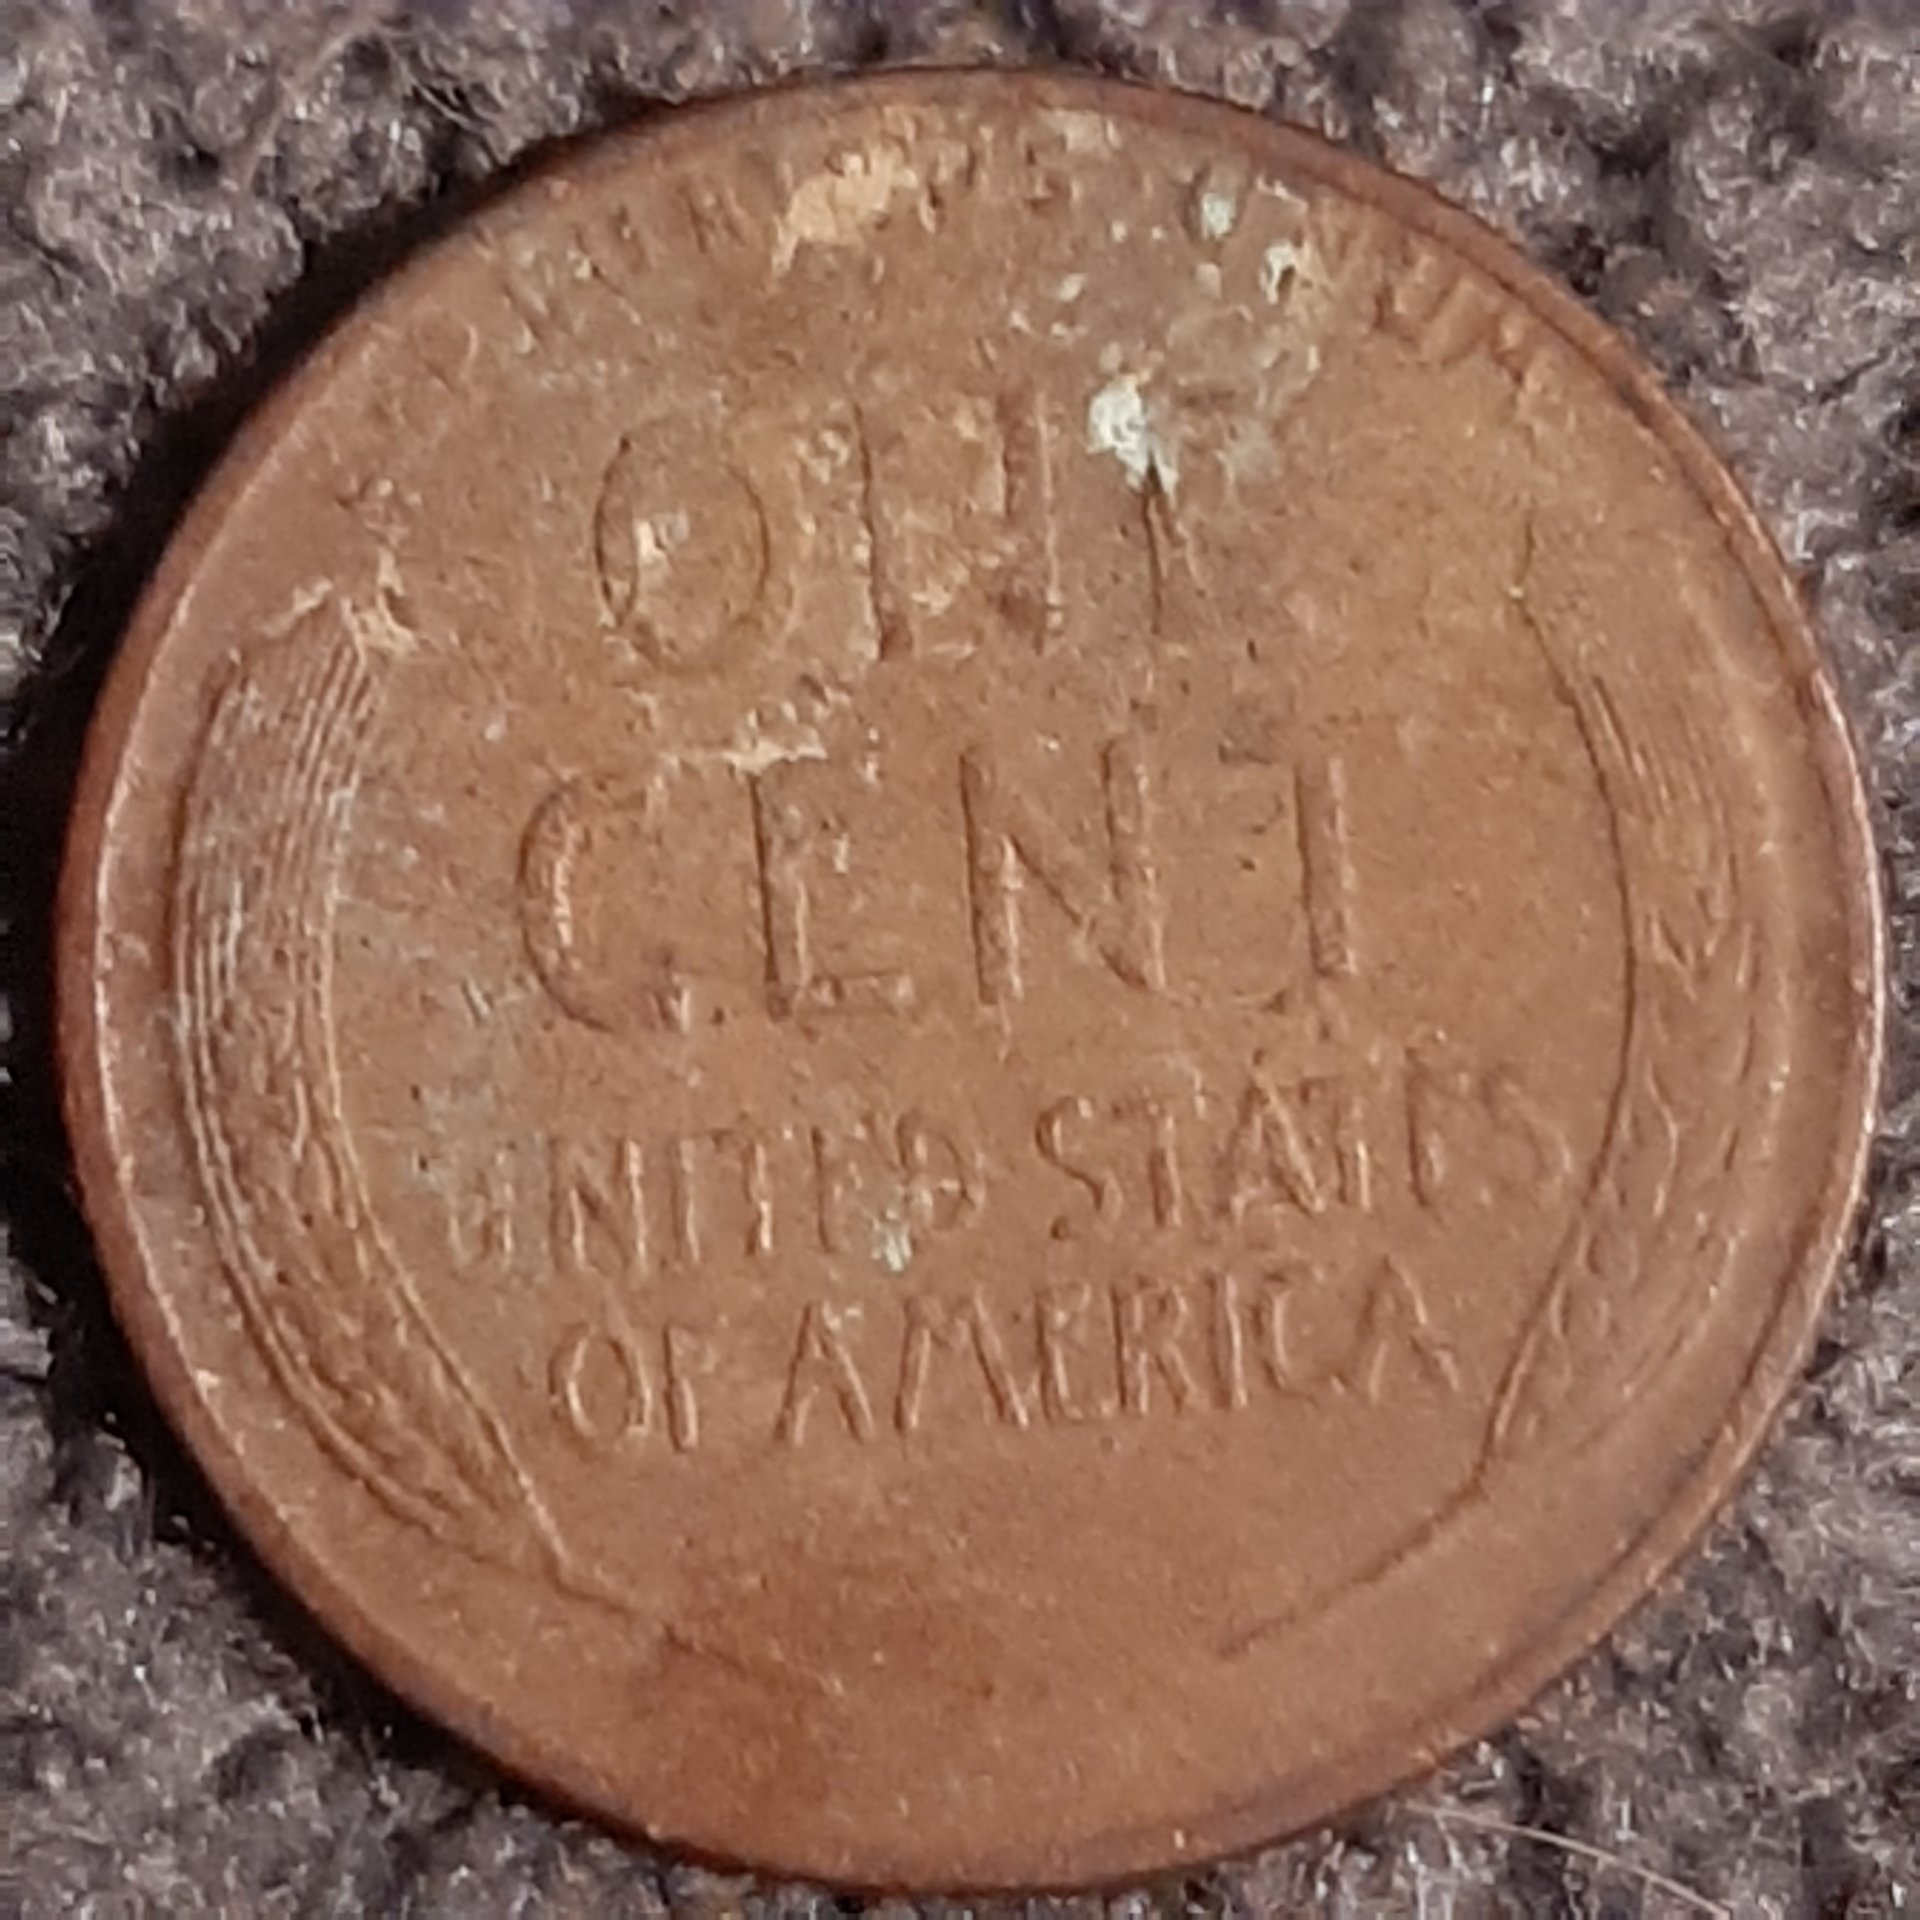 ONE
CENT
UNITED STATES
OF AMERICA